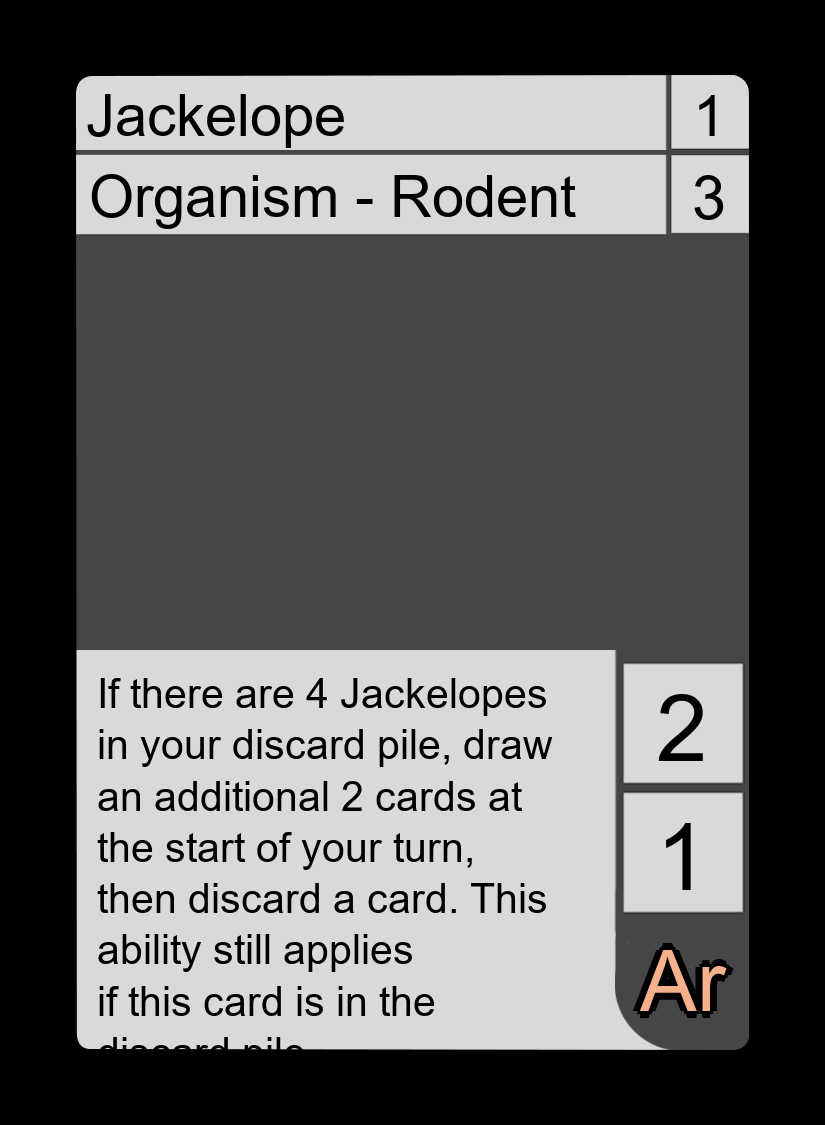 Jackelope
1
Organism - Rodent
3
If there are 4 Jackelopes
in your discard pile, draw
an additional 2 cards at
the start of your turn,
then discard a card. This
ability still applies
if this card is in the
discard pile
2
1
Ar